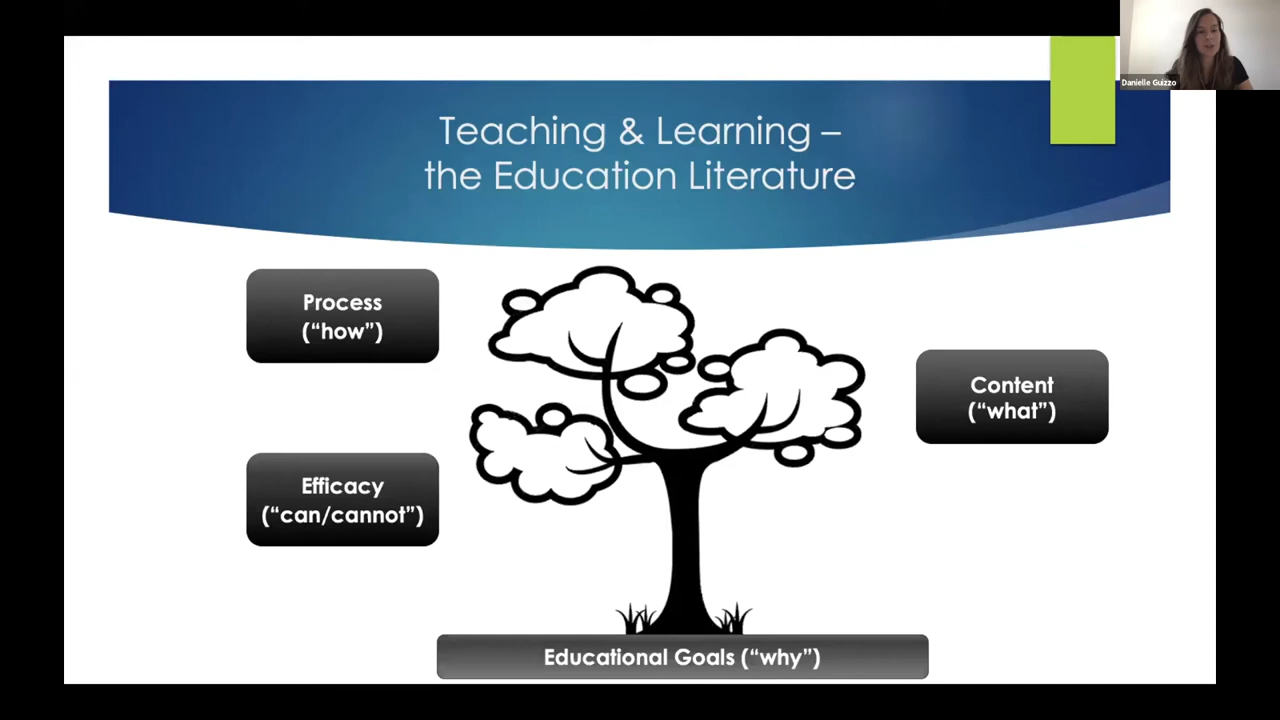 Danielle Guizzo
Teaching & Learning –
the Education Literature
Process
(“how”)
Content
(“what”)
Efficacy
(“can/cannot”)
Educational Goals (“why”)